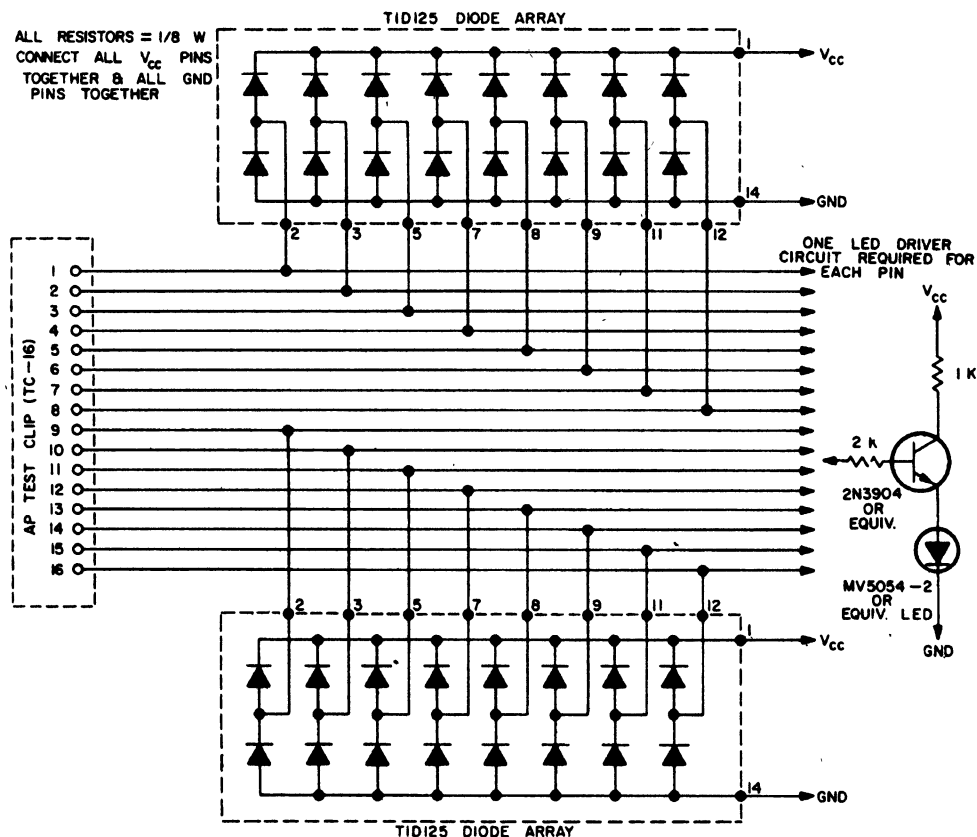 TID125 DIODE ARRAY
ALL RESISTORS = 1/8 W
CONNECT ALL VCC PINS
TOGETHER & ALL GND
PINS TOGETHER
1
VCC
14
GND
2 3 5 7 8 9 11 12
ONE LED DRIVER
CIRCUIT REQUIRED FOR
EACH PIN
AP TEST CLIP (TC-16)
1
2
3
4
5
6
7
8
9
10
11
12
13
14
15
16
VCC
1 K
2 K
2N3904
OR
EQUIV.
MV5054-2
OR
EQUIV. LED
GND
2 3 5 7 8 9 11 12
1
VCC
14
GND
TID125 DIODE ARRAY